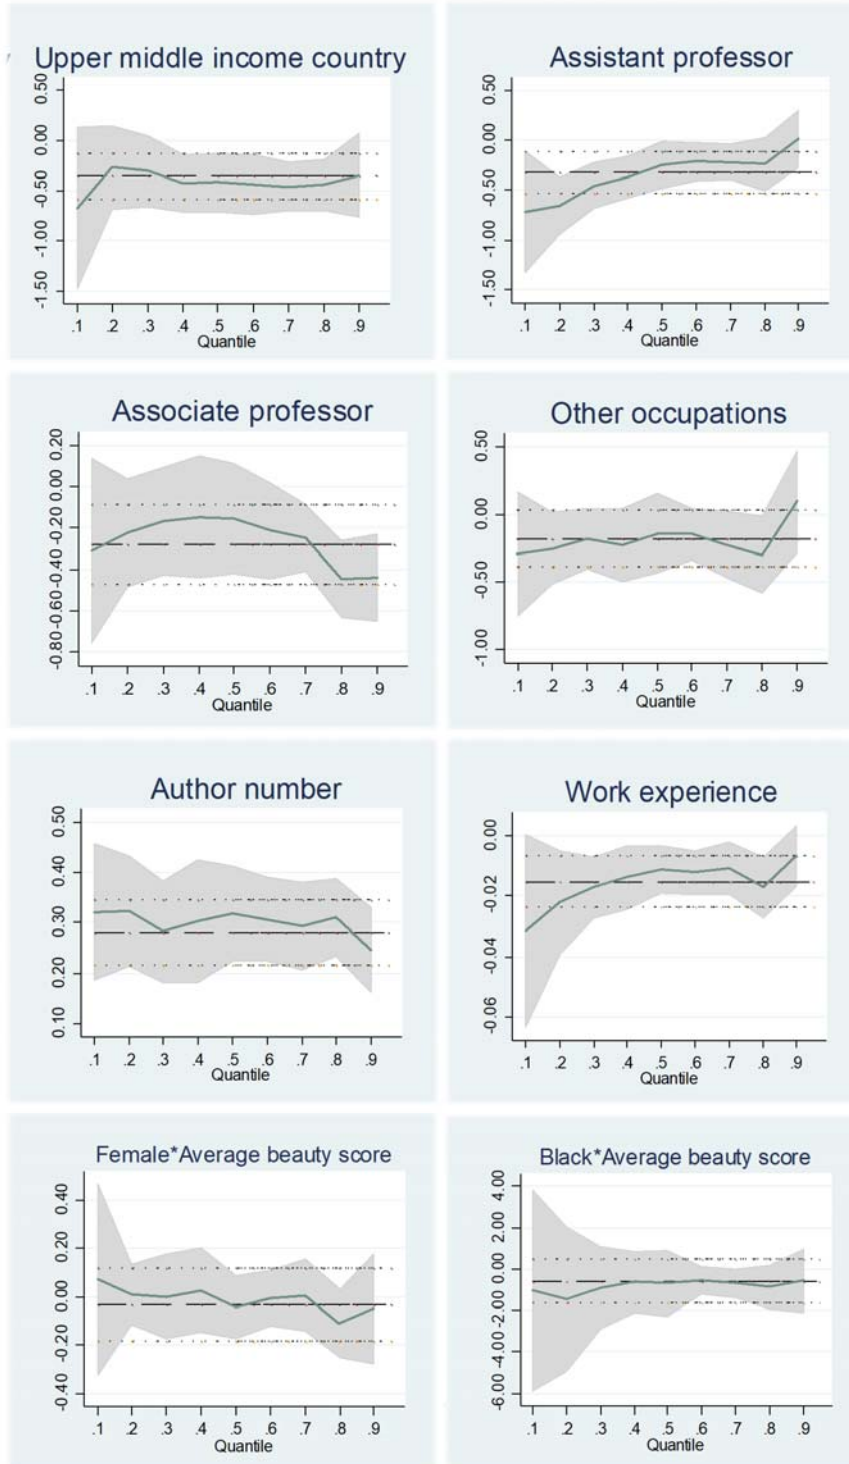 Upper middle income country
0.50
0.00
-0.50
-1.00
-1.50
.1 .2 .3 .4 .5 .6 .7 .8 .9
Quantile
Assistant professor
0.50
0.00
-0.50
-1.00
-1.50
.1 .2 .3 .4 .5 .6 .7 .8 .9
Quantile
Associate professor
0.20
0.00
-0.20
-0.40
-0.60
-0.80
.1 .2 .3 .4 .5 .6 .7 .8 .9
Quantile
Other occupations
0.50
0.00
-0.50
-1.00
.1 .2 .3 .4 .5 .6 .7 .8 .9
Quantile
Author number
0.50
0.40
0.30
0.20
0.10
.1 .2 .3 .4 .5 .6 .7 .8 .9
Quantile
Work experience
0.00
-0.02
-0.04
-0.06
.1 .2 .3 .4 .5 .6 .7 .8 .9
Quantile
Female*Average beauty score
0.40
0.20
0.00
-0.20
-0.40
.1 .2 .3 .4 .5 .6 .7 .8 .9
Quantile
Black*Average beauty score
4.00
2.00
0.00
-2.00
-4.00
-6.00
.1 .2 .3 .4 .5 .6 .7 .8 .9
Quantile